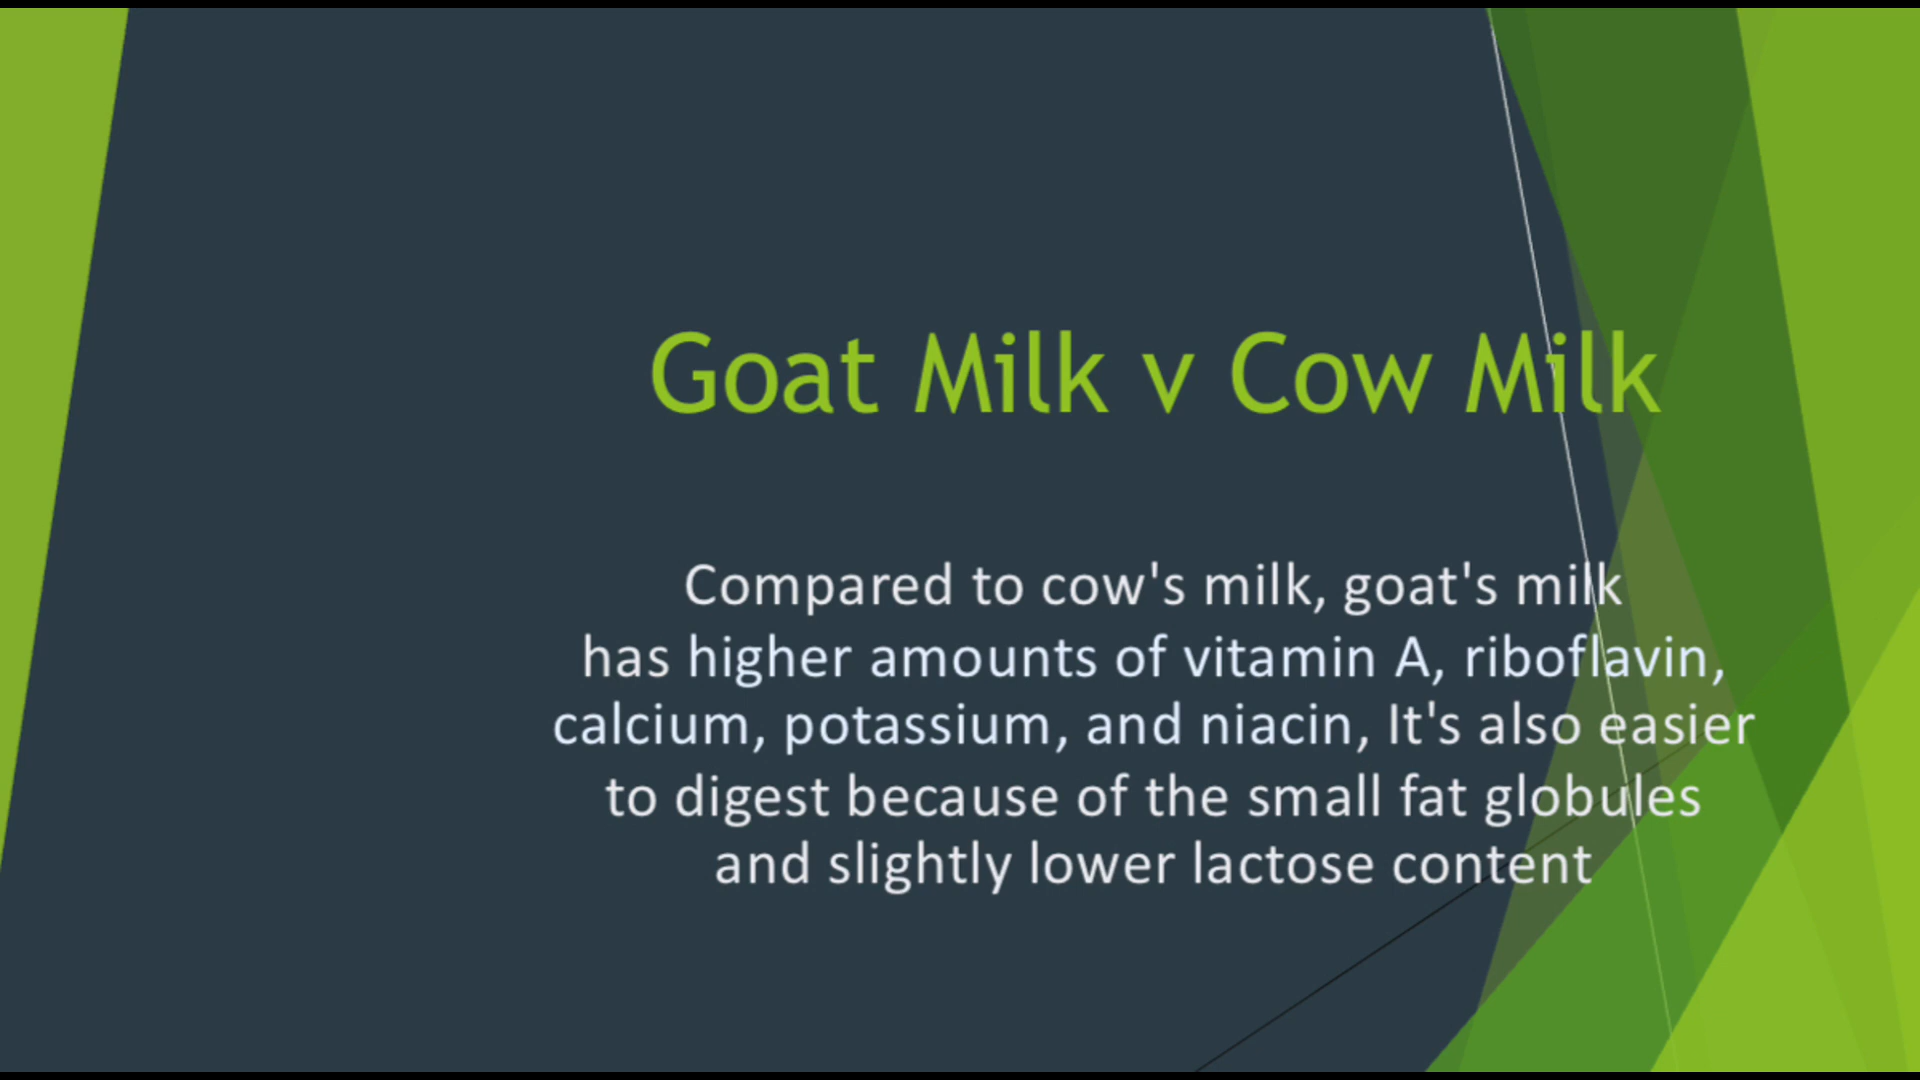 Goat Milk v Cow Milk
Compared to cow's milk, goat's milk
has higher amounts of vitamin A, riboflavin,
calcium, potassium, and niacin, It's also easier
to digest because of the small fat globules
and slightly lower lactose content